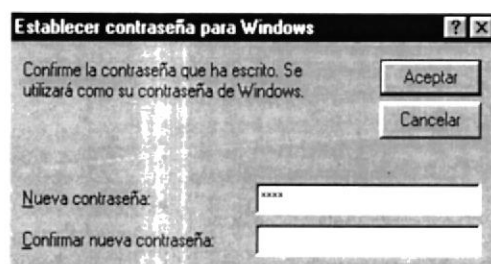 Establecer contraseña para Windows
Confirme la contraseña que ha escrito. Se
utilizará como su contraseña de Windows.
Aceptar
Cancelar
Nueva contraseña:
xxxx
Confirmar nueva contraseña: